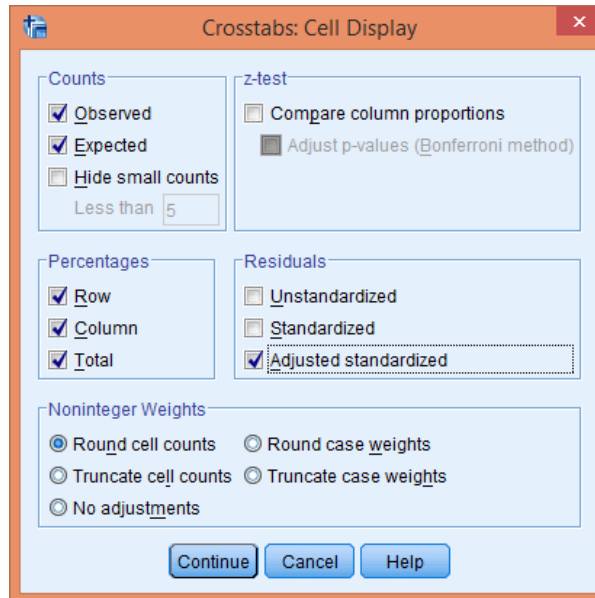 Crosstabs: Cell Display
Counts
Observed
Expected
Hide small counts
Less than 5
z-test
Compare column proportions
Adjust p-values (Bonferroni method)
Percentages
Row
Column
Total
Residuals
Unstandardized
Standardized
Adjusted standardized
Noninteger Weights
Round cell counts
Round case weights
Truncate cell counts
Truncate case weights
No adjustments
Continue
Cancel
Help